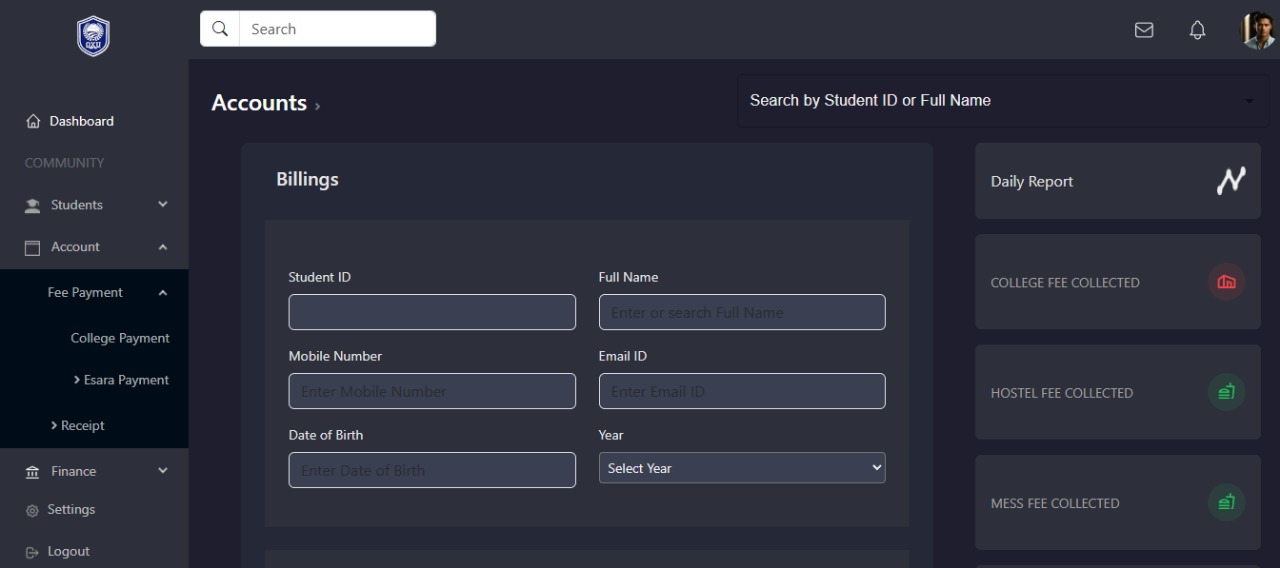 Search
Dashboard
COMMUNITY
Students
Account
Fee Payment
College Payment
Esara Payment
Receipt
Finance
Settings
Logout
Accounts
Search by Student ID or Full Name
Billings
Student ID
Full Name
Enter or search Full Name
Mobile Number
Email ID
Enter Mobile Number
Enter Email ID
Date of Birth
Year
Enter Date of Birth
Select Year
Daily Report
COLLEGE FEE COLLECTED
HOSTEL FEE COLLECTED
MESS FEE COLLECTED